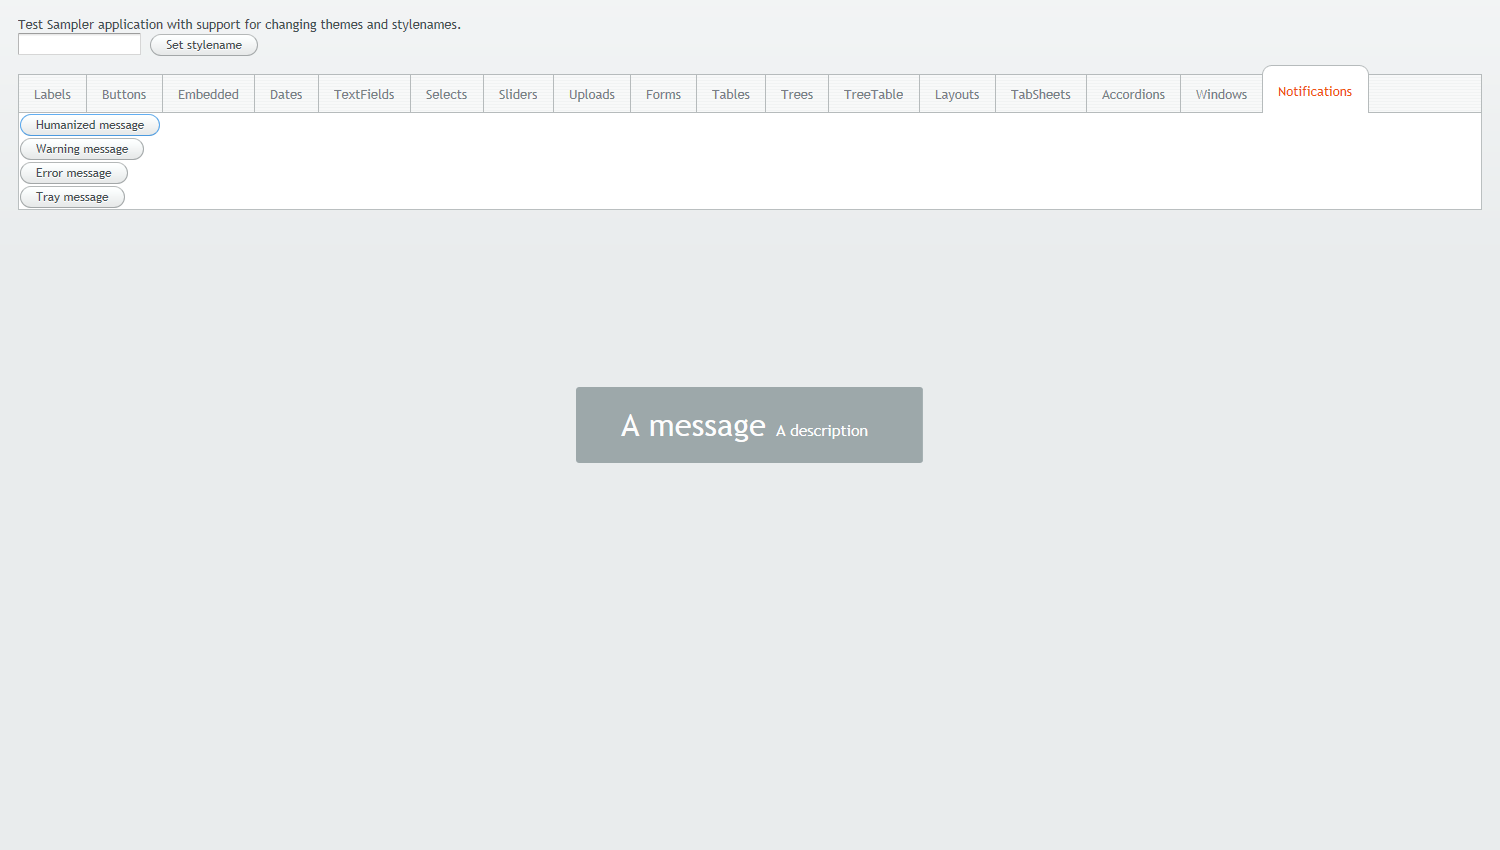 Test Sampler application with support for changing themes and stylenames.
Set stylename
Labels Buttons Embedded Dates TextFields Selects Sliders Uploads Forms Tables Trees TreeTable Layouts TabSheets Accordions Windows Notifications
Humanized message
Warning message
Error message
Tray message
A message A description